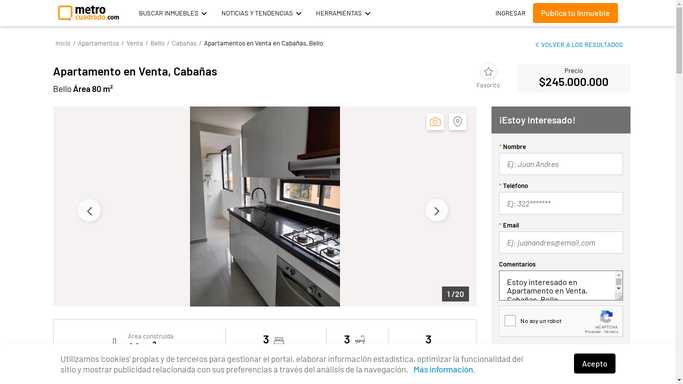 metro
cuadrado.com
BUSCAR INMUEBLES
NOTICIAS Y TENDENCIAS
HERRAMIENTAS
INGRESAR
Publica tu Inmueble
Inicio / Apartamentos / Venta / Bello / Cabañas / Apartamentos en Venta en Cabañas, Bello
VOLVER A LOS RESULTADOS
Apartamento en Venta, Cabañas
Bello Área 80 m²
Favorito
Precio
$245.000.000
1 / 20
¡Estoy Interesado!
* Nombre
Ej: Juan Andres
* Teléfono
Ej: 322*******
* Email
Ej: juanandres@email.com
Comentarios
Estoy interesado en
Apartamento en Venta,
Cabañas, Bello
No soy un robot
reCAPTCHA
Privacidad - Términos
Área construida
3
3
3
Utilizamos 'cookies' propias y de terceros para gestionar el portal, elaborar información estadística, optimizar la funcionalidad del
sitio y mostrar publicidad relacionada con sus preferencias a través del análisis de la navegación. Más información.
Acepto